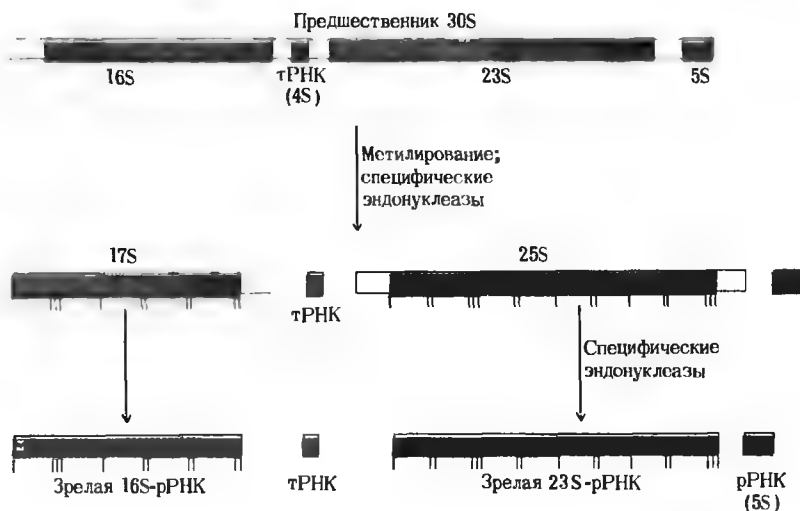 Предшественник 30S
16S
тРНК
(4S)
23S
5S
Метилирование;
специфические
эндонуклеазы
17S
25S
тРНК
Специфические
эндонуклеазы
Зрелая 16S-рРНК
тРНК
Зрелая 23S-рРНК
рРНК
(5S)